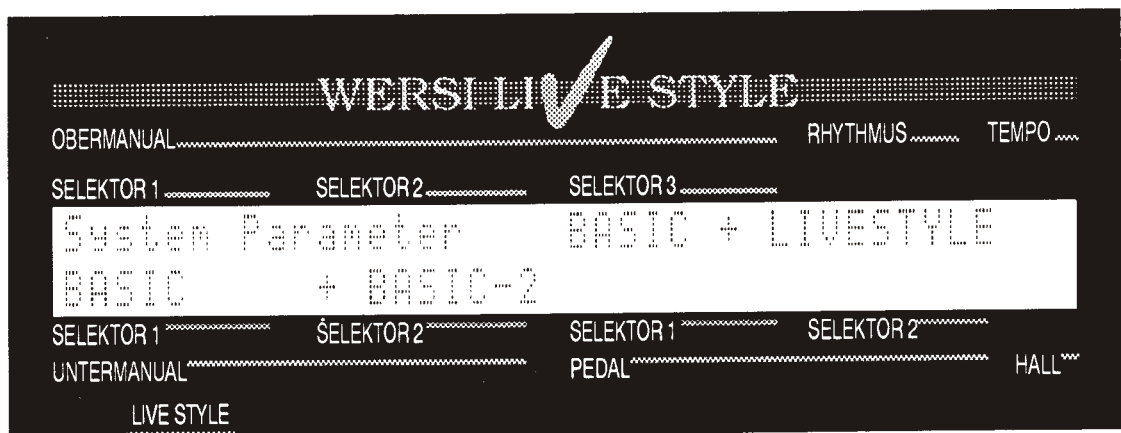 WERSI LIVE STYLE
OBERMANUAL RHYTHMUS TEMPO
SELEKTOR 1 SELEKTOR 2 SELEKTOR 3
System Parameter BASIC + LIVESTYLE
BASIC + BASIC-2
SELEKTOR 1 SELEKTOR 2 SELEKTOR 1 SELEKTOR 2
UNTERMANUAL PEDAL HALL
LIVE STYLE